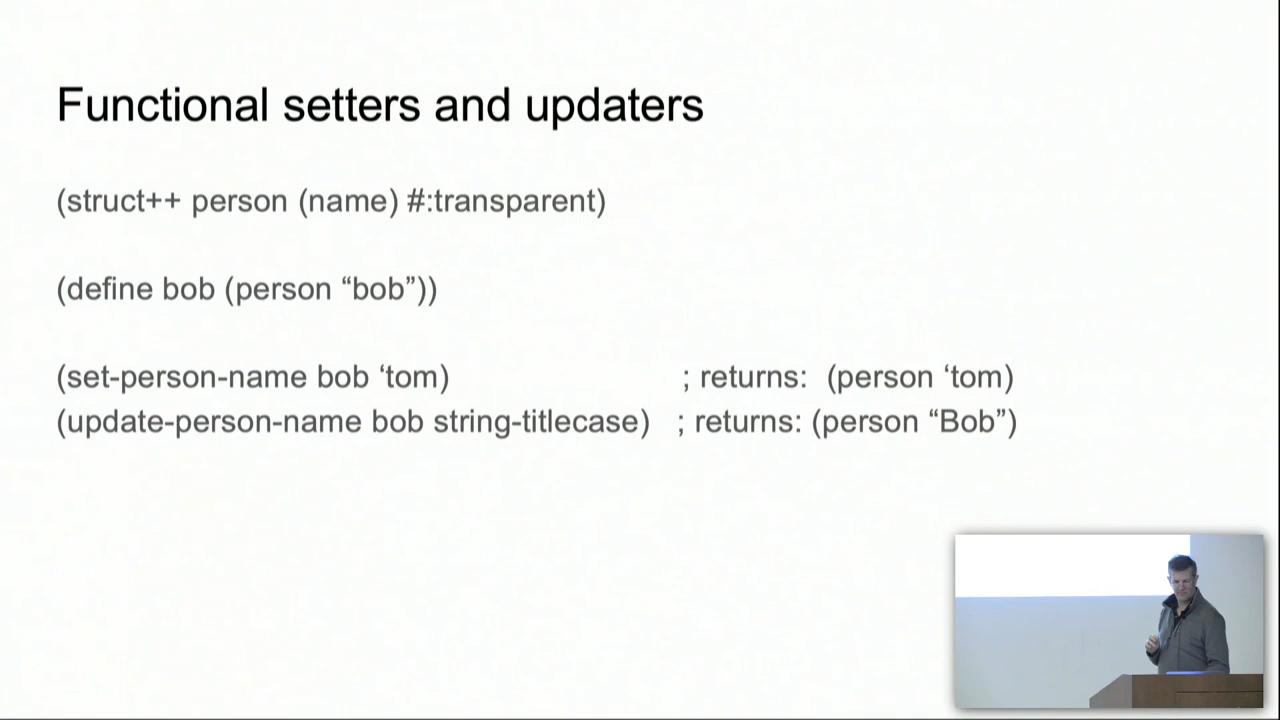 Functional setters and updaters
(struct++ person (name) #:transparent)
(define bob (person “bob”))
(set-person-name bob ‘tom) ; returns: (person ‘tom)
(update-person-name bob string-titlecase) ; returns: (person “Bob”)